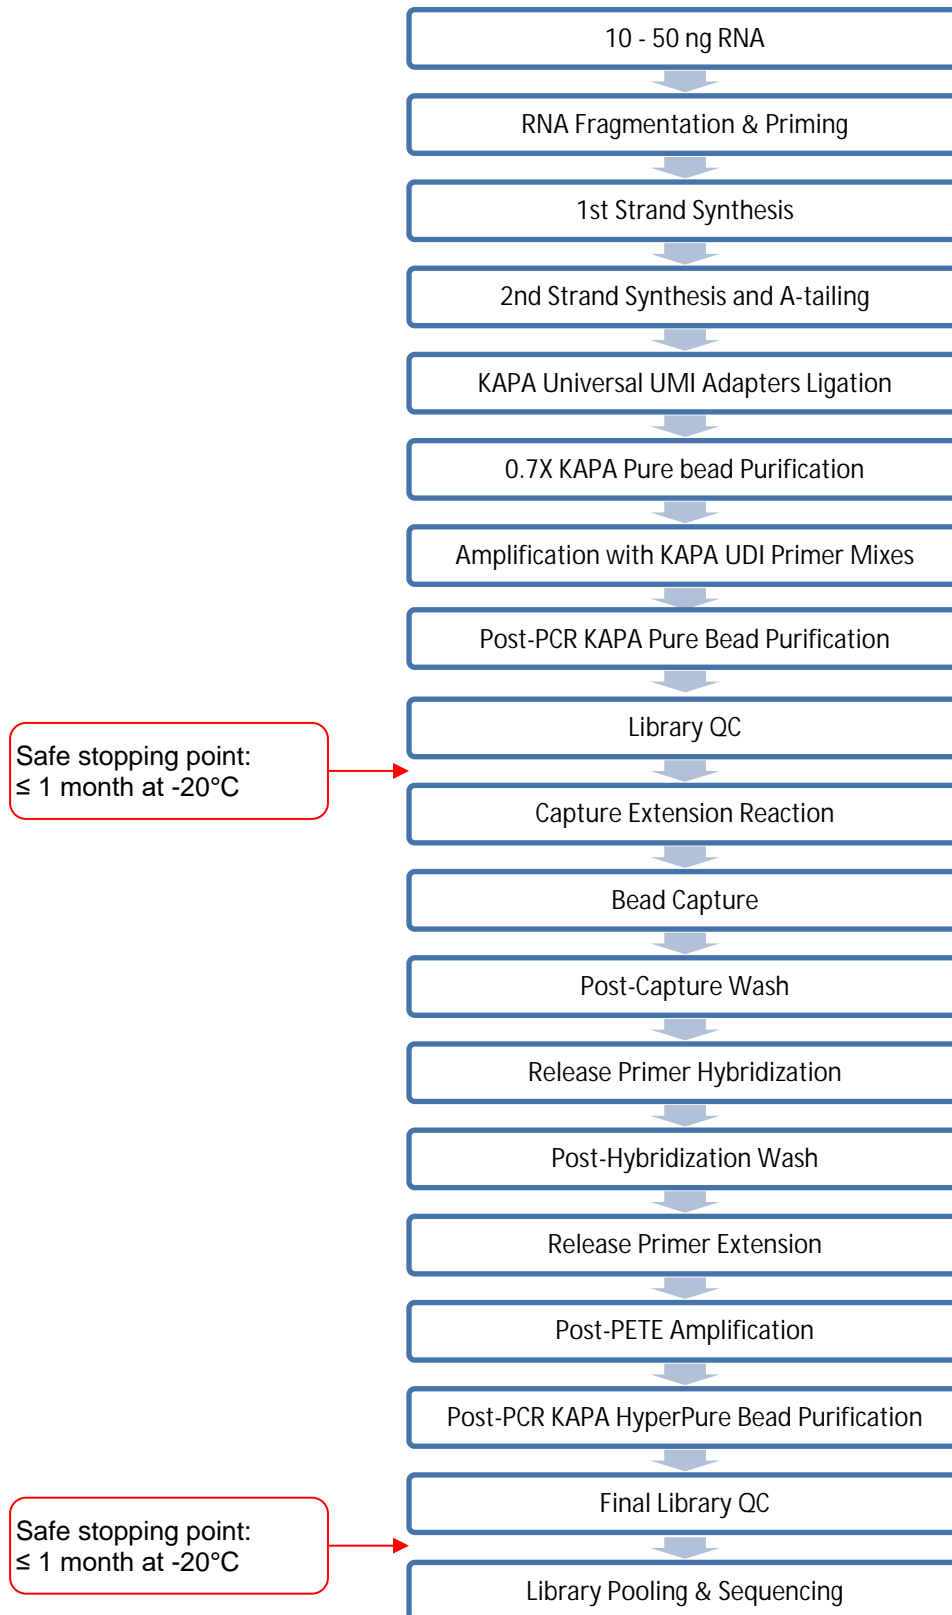 10 - 50 ng RNA
RNA Fragmentation & Priming
1st Strand Synthesis
2nd Strand Synthesis and A-tailing
KAPA Universal UMI Adapters Ligation
0.7X KAPA Pure bead Purification
Amplification with KAPA UDI Primer Mixes
Post-PCR KAPA Pure Bead Purification
Library QC
Safe stopping point:
≤ 1 month at -20°C
Capture Extension Reaction
Bead Capture
Post-Capture Wash
Release Primer Hybridization
Post-Hybridization Wash
Release Primer Extension
Post-PETE Amplification
Post-PCR KAPA HyperPure Bead Purification
Final Library QC
Safe stopping point:
≤ 1 month at -20°C
Library Pooling & Sequencing